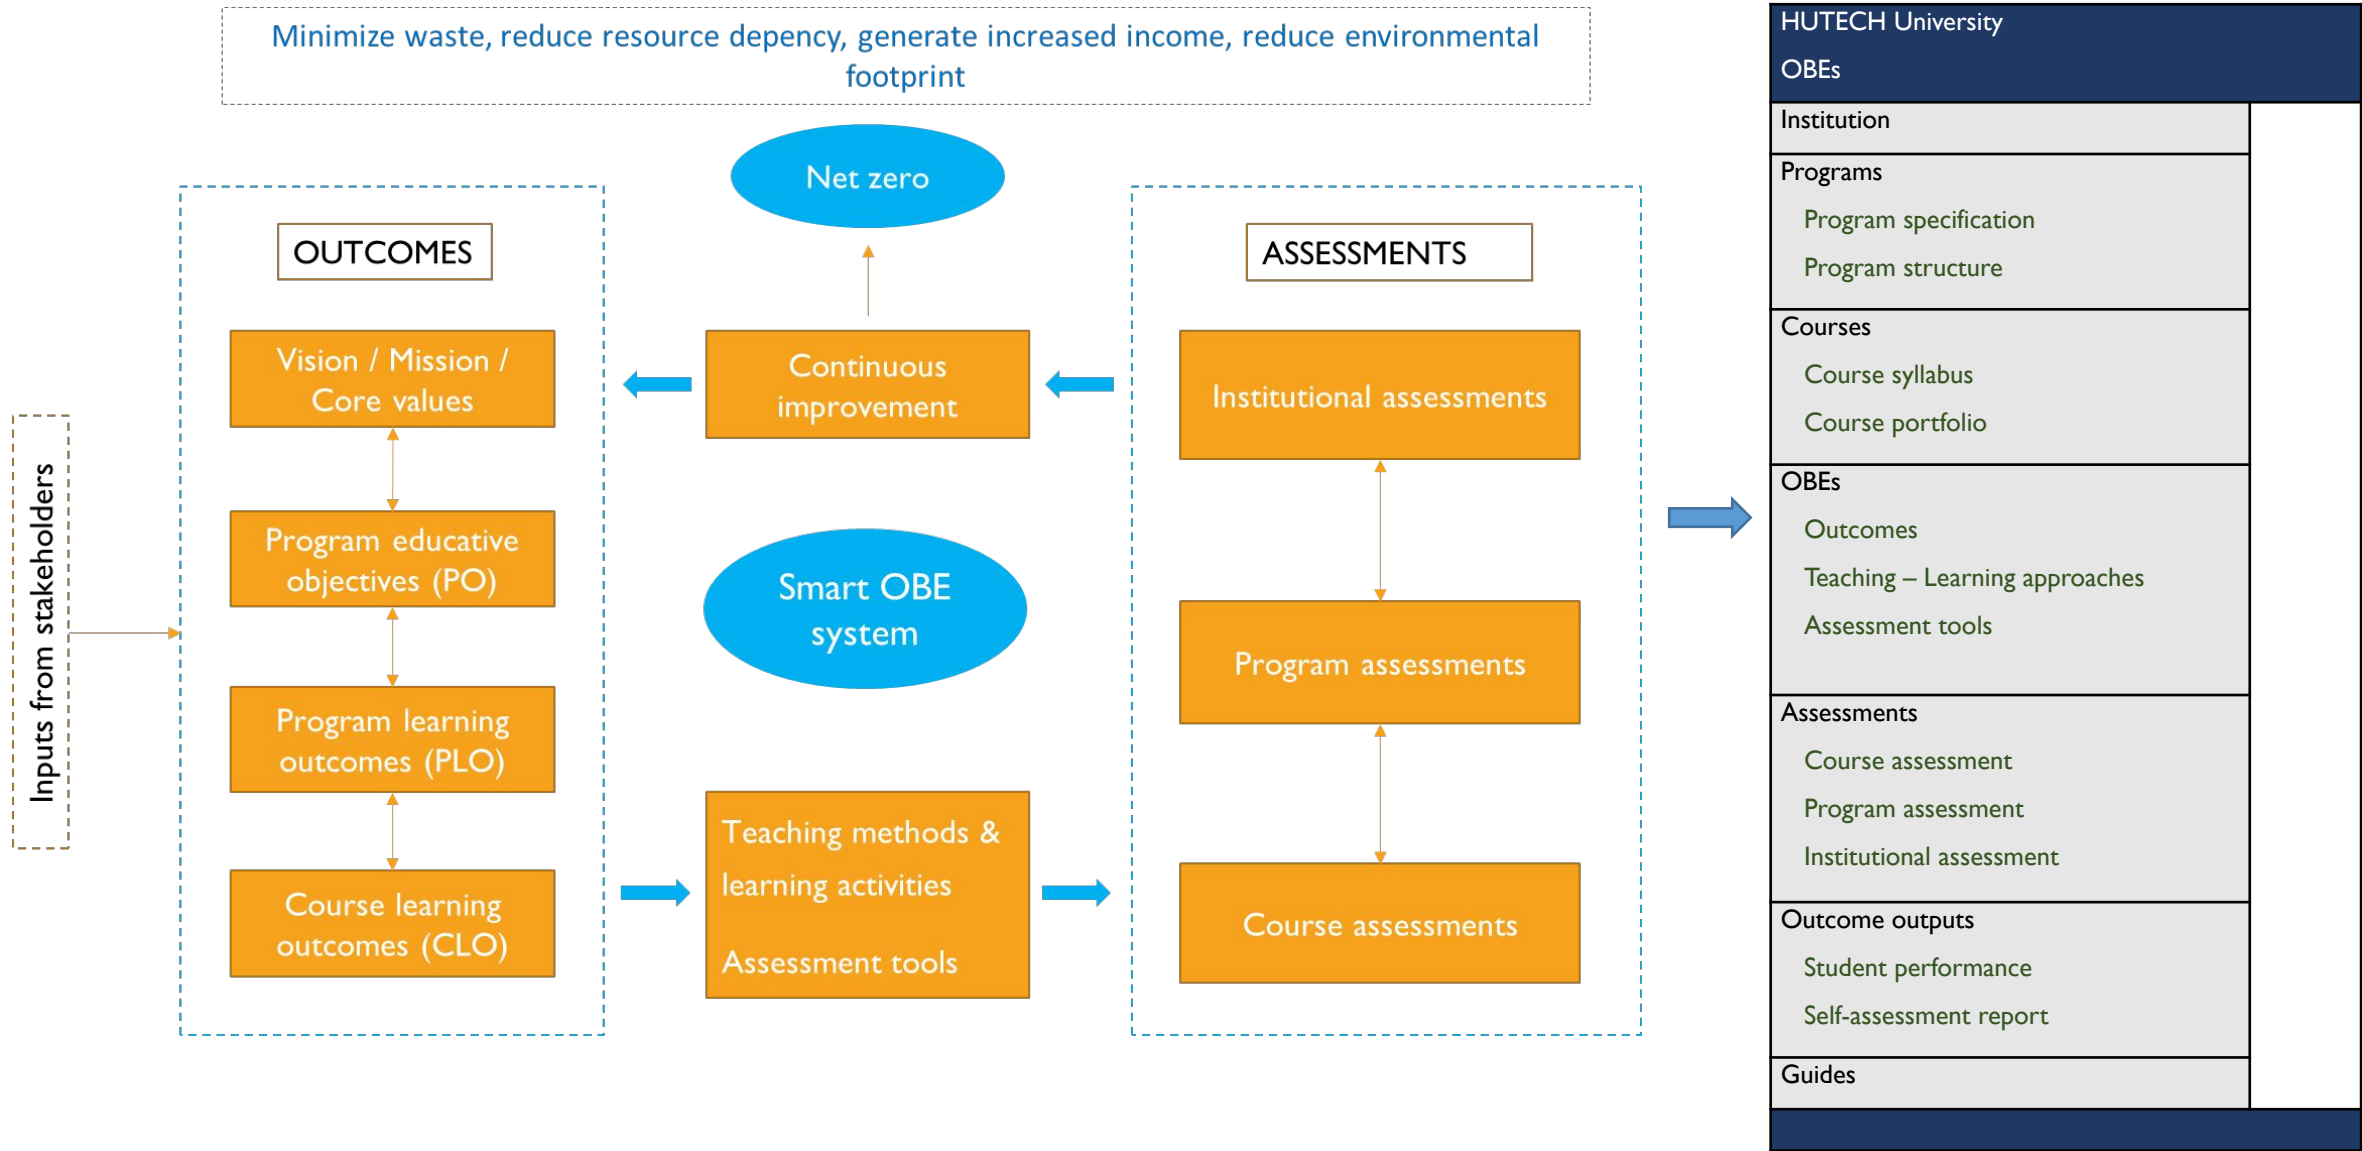 Minimize waste, reduce resource depency, generate increased income, reduce environmental
footprint
Net zero
Inputs from stakeholders
OUTCOMES
Vision / Mission /
Core values
Program educative
objectives (PO)
Program learning
outcomes (PLO)
Course learning
outcomes (CLO)
Continuous
improvement
Smart OBE
system
Teaching methods &
learning activities
Assessment tools
ASSESSMENTS
Institutional assessments
Program assessments
Course assessments
HUTECH University
OBEs
Institution
Programs
Program specification
Program structure
Courses
Course syllabus
Course portfolio
OBEs
Outcomes
Teaching – Learning approaches
Assessment tools
Assessments
Course assessment
Program assessment
Institutional assessment
Outcome outputs
Student performance
Self-assessment report
Guides